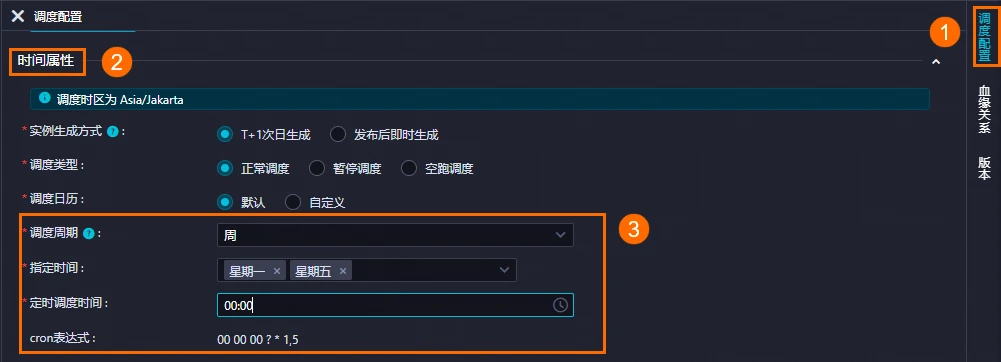 调度配置
1
调度配置
时间属性
2
调度时区为 Asia/Jakarta
* 实例生成方式 ? :
T+1次日生成
发布后即时生成
* 调度类型 :
正常调度
暂停调度
空跑调度
* 调度日历 :
默认
自定义
3
* 调度周期 ? :
周
* 指定时间 :
星期一 ×
星期五 ×
* 定时调度时间 :
00:00
cron表达式 :
00 00 00 ? * 1,5
血缘关系
版本